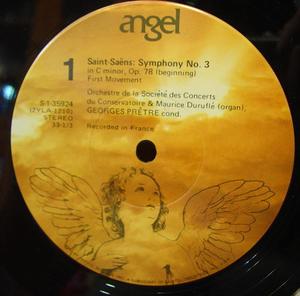 angel
1
Saint-Saëns: Symphony No. 3
in C minor, Op. 78 (beginning)
First Movement
S-1-35924
(2YLA-1210)
STEREO
33-1/3
Orchestre de la Société des Concerts
du Conservatoire & Maurice Duruflé (organ),
GEORGES PRÊTRE cond.
Recorded in France